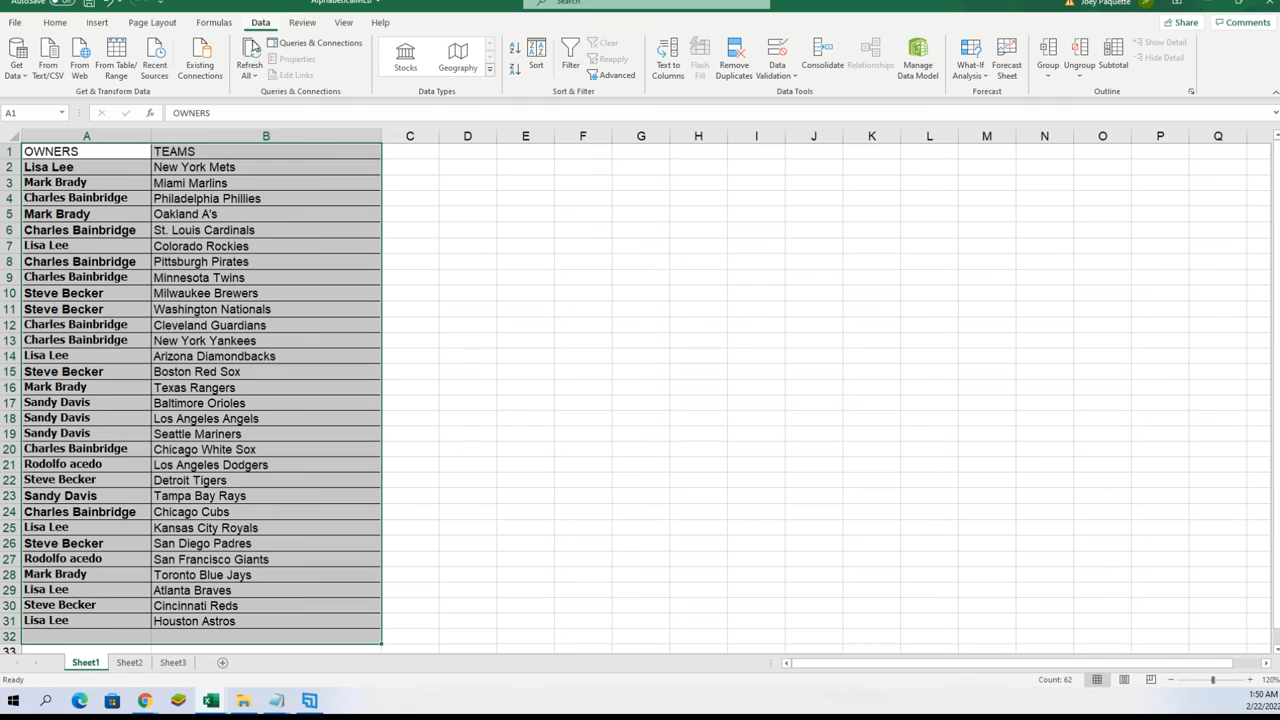 AutoSave Off AlphabeticalMLB Search Joey Paquette JP
File Home Insert Page Layout Formulas Data Review View Help Share Comments
Get Data From Text/CSV From Web From Table/Range Recent Sources Existing Connections
Refresh All Queries & Connections Properties Edit Links
Stocks Geography
Sort Filter Clear Reapply Advanced
Text to Columns Flash Fill Remove Duplicates Data Validation Consolidate Relationships Manage Data Model
What-If Analysis Forecast Sheet Group Ungroup Subtotal Show Detail Hide Detail
Get & Transform Data Queries & Connections Data Types Sort & Filter Data Tools Forecast Outline
A1 fx OWNERS
A B C D E F G H I J K L M N O P Q
1 OWNERS TEAMS
2 Lisa Lee New York Mets
3 Mark Brady Miami Marlins
4 Charles Bainbridge Philadelphia Phillies
5 Mark Brady Oakland A's
6 Charles Bainbridge St. Louis Cardinals
7 Lisa Lee Colorado Rockies
8 Charles Bainbridge Pittsburgh Pirates
9 Charles Bainbridge Minnesota Twins
10 Steve Becker Milwaukee Brewers
11 Steve Becker Washington Nationals
12 Charles Bainbridge Cleveland Guardians
13 Charles Bainbridge New York Yankees
14 Lisa Lee Arizona Diamondbacks
15 Steve Becker Boston Red Sox
16 Mark Brady Texas Rangers
17 Sandy Davis Baltimore Orioles
18 Sandy Davis Los Angeles Angels
19 Sandy Davis Seattle Mariners
20 Charles Bainbridge Chicago White Sox
21 Rodolfo acedo Los Angeles Dodgers
22 Steve Becker Detroit Tigers
23 Sandy Davis Tampa Bay Rays
24 Charles Bainbridge Chicago Cubs
25 Lisa Lee Kansas City Royals
26 Steve Becker San Diego Padres
27 Rodolfo acedo San Francisco Giants
28 Mark Brady Toronto Blue Jays
29 Lisa Lee Atlanta Braves
30 Steve Becker Cincinnati Reds
31 Lisa Lee Houston Astros
32
33
Sheet1 Sheet2 Sheet3
Ready Count: 62 120%
1:50 AM
2/22/202